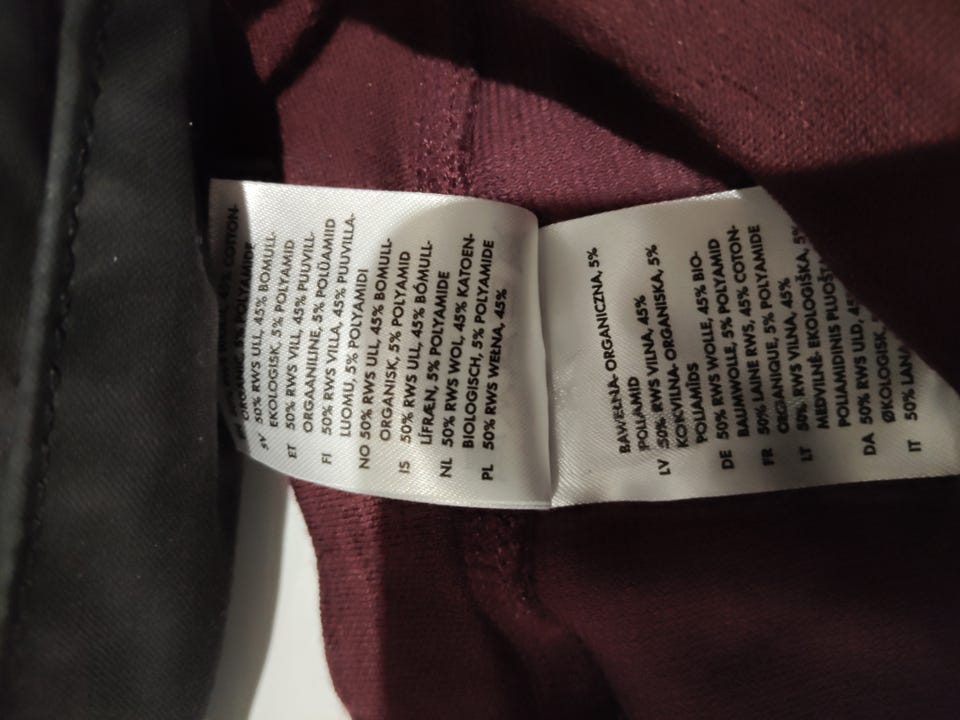 COTTON-
ORGANIC, 5% POLYAMIDE
SV 50% RWS ULL, 45% BOMULL-
EKOLOGISK, 5% POLYAMID
ET 50% RWS VILL, 45% PUUVILL-
ORGAANILINE, 5% POLÜAMIID
FI 50% RWS VILLA, 45% PUUVILLA-
LUOMU, 5% POLYAMIDI
NO 50% RWS ULL, 45% BOMULL-
ORGANISK, 5% POLYAMID
IS 50% RWS ULL, 45% BÓMULL-
LÍFRÆN, 5% POLYAMIDE
NL 50% RWS WOL, 45% KATOEN-
BIOLOGISCH, 5% POLYAMIDE
PL 50% RWS WEŁNA, 45%
BAWEŁNA- ORGANICZNA, 5%
POLIAMID
LV 50% RWS VILNA, 45%
KOKVILNA- ORGANISKA, 5%
POLIAMĪDS
DE 50% RWS WOLLE, 45% BIO-
BAUMWOLLE, 5% POLYAMID
FR 50% LAINE RWS, 45% COTON-
ORGANIQUE, 5% POLYAMIDE
LT 50% RWS VILNA, 45%
MEDVILNĖ- EKOLOGIŠKA, 5%
POLIAMIDINIS PLUOŠT
DA 50% RWS ULD, 45%
ØKOLOGISK,
IT 50% LANA